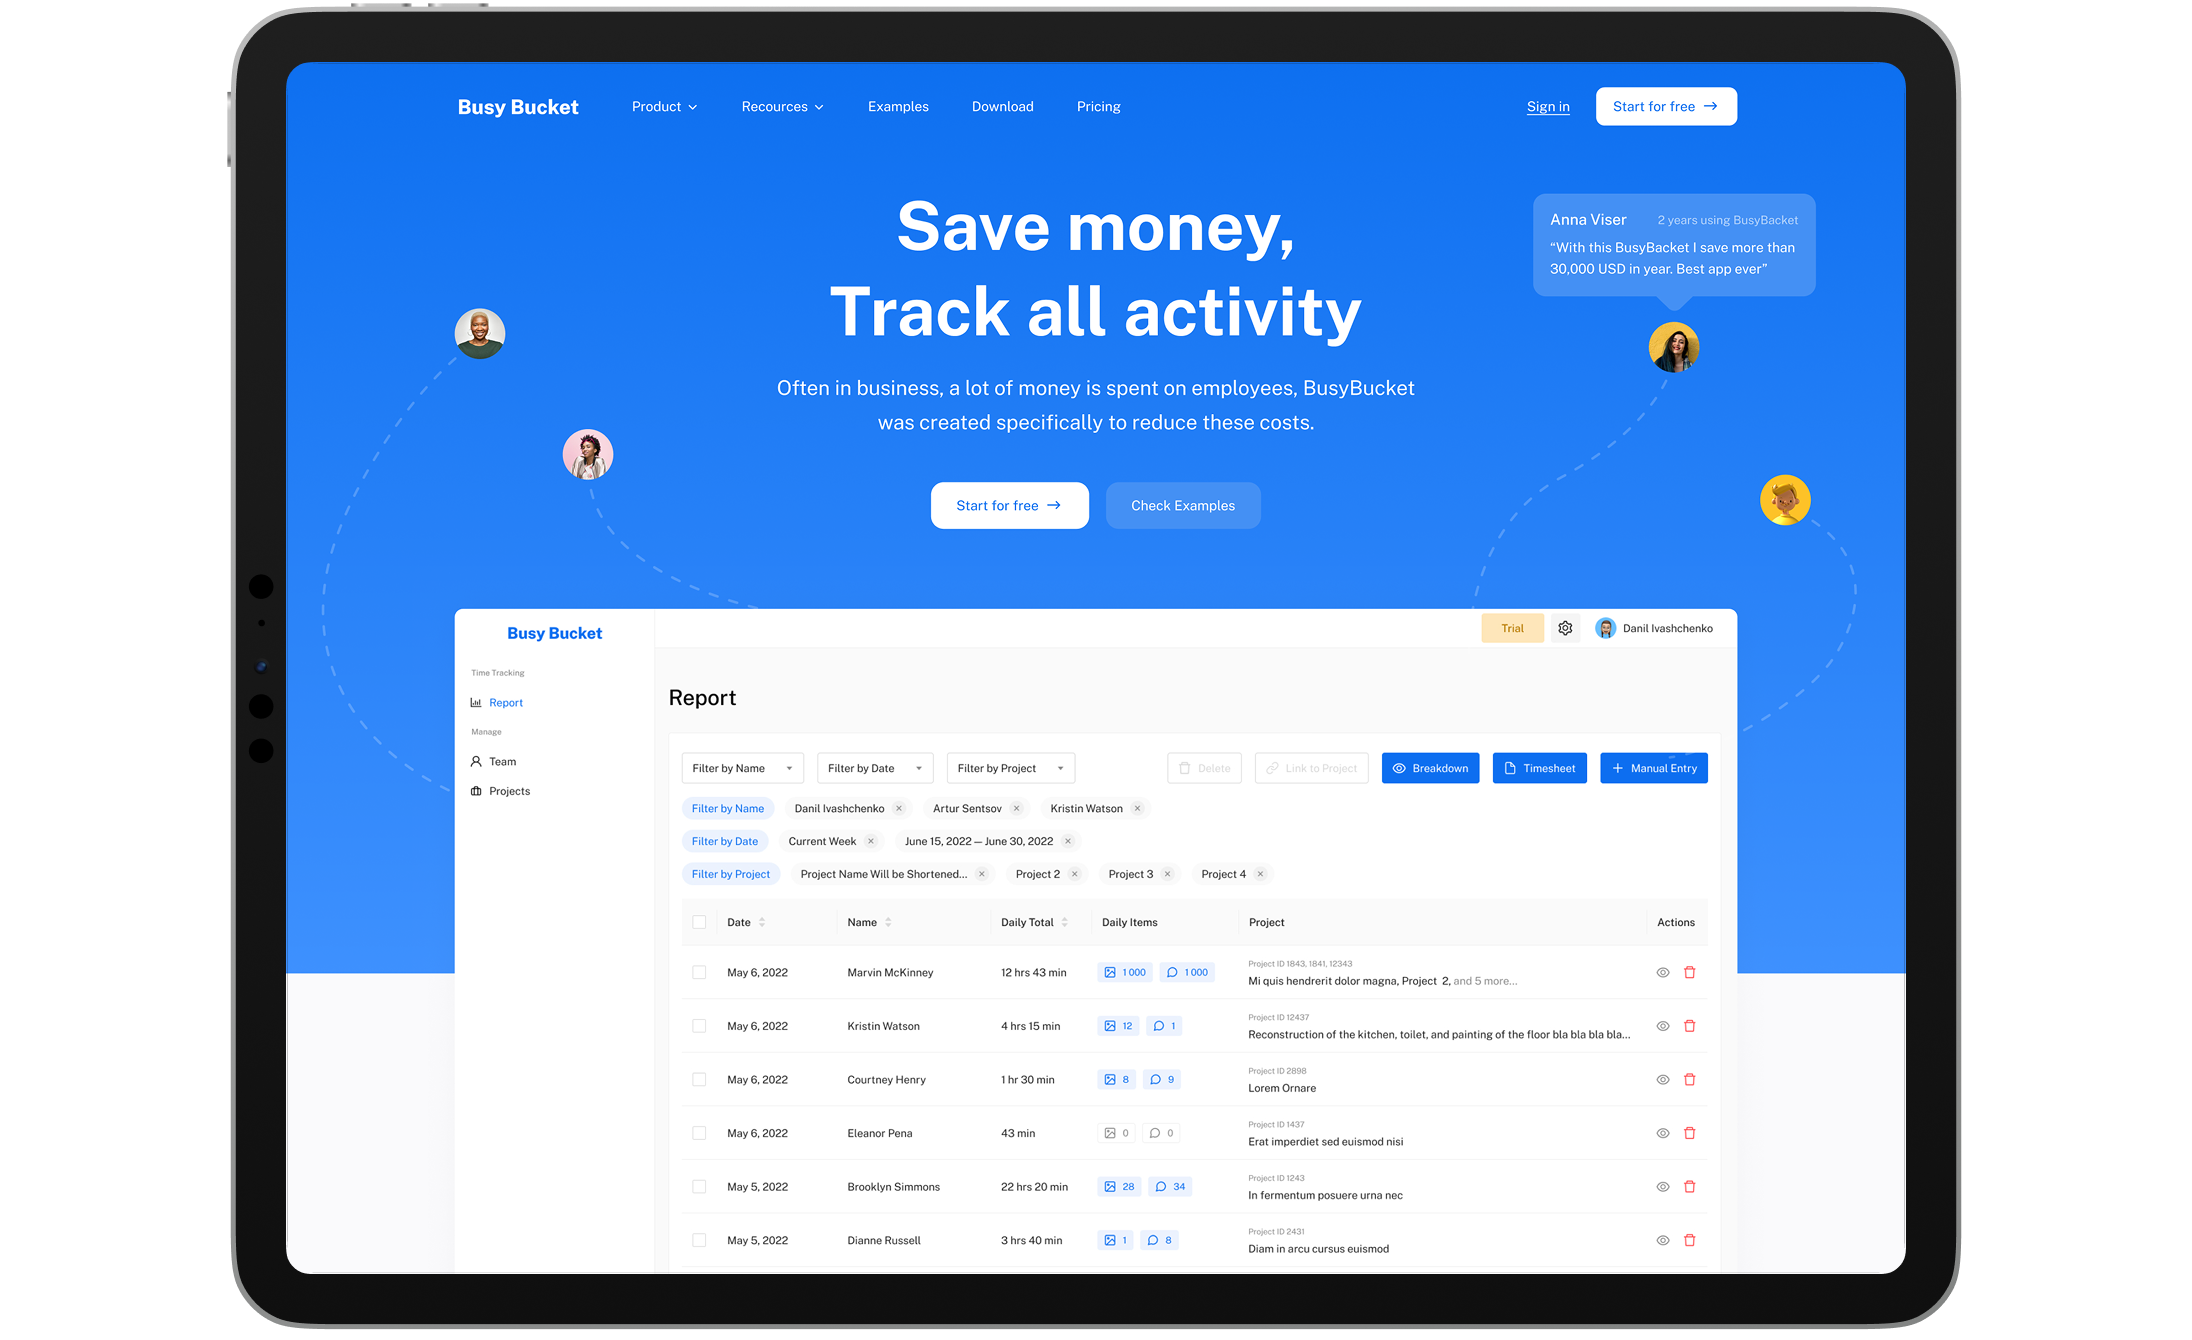 Busy Bucket
Product
Recources
Examples
Download
Pricing
Sign in
Start for free
Save money,
Track all activity
Often in business, a lot of money is spent on employees, BusyBucket
was created specifically to reduce these costs.
Start for free
Check Examples
Anna Viser 2 years using BusyBacket
“With this BusyBacket I save more than
30,000 USD in year. Best app ever”
Busy Bucket
Trial
Danil Ivashchenko
Time Tracking
Report
Manage
Team
Projects
Report
Filter by Name
Filter by Date
Filter by Project
Delete
Link to Project
Breakdown
Timesheet
Manual Entry
Filter by Name Danil Ivashchenko Artur Sentsov Kristin Watson
Filter by Date Current Week June 15, 2022 — June 30, 2022
Filter by Project Project Name Will be Shortened... Project 2 Project 3 Project 4
Date Name Daily Total Daily Items Project Actions
Project ID 1843, 1841, 12343
May 6, 2022 Marvin McKinney 12 hrs 43 min 1 000 1 000 Mi quis hendrerit dolor magna, Project 2, and 5 more...
Project ID 12437
May 6, 2022 Kristin Watson 4 hrs 15 min 12 1 Reconstruction of the kitchen, toilet, and painting of the floor bla bla bla bla...
Project ID 2898
May 6, 2022 Courtney Henry 1 hr 30 min 8 9 Lorem Ornare
Project ID 1437
May 6, 2022 Eleanor Pena 43 min 0 0 Erat imperdiet sed euismod nisi
Project ID 1243
May 5, 2022 Brooklyn Simmons 22 hrs 20 min 28 34 In fermentum posuere urna nec
Project ID 2431
May 5, 2022 Dianne Russell 3 hrs 40 min 1 8 Diam in arcu cursus euismod